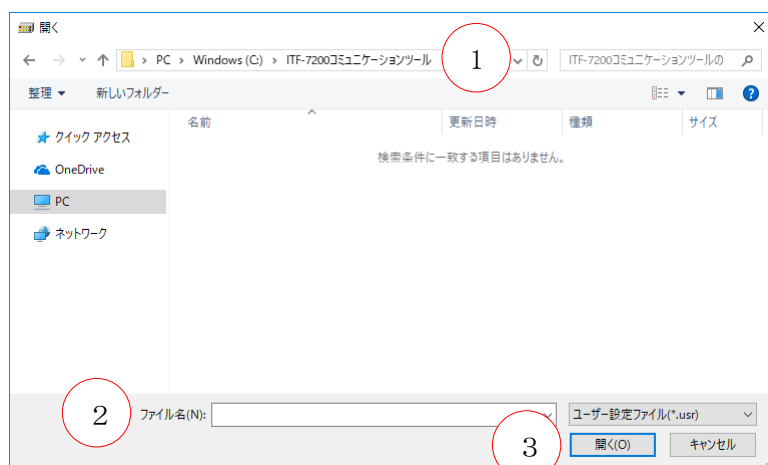 開く
PC > Windows (C:) > ITF-7200コミュニケーションツール
1
ITF-7200コミュニケーションツールの
整理 新しいフォルダー
名前 更新日時 種類 サイズ
検索条件に一致する項目はありません。
クイック アクセス
OneDrive
PC
ネットワーク
2
ファイル名(N):
ユーザー設定ファイル(*.usr)
3
開く(O)
キャンセル